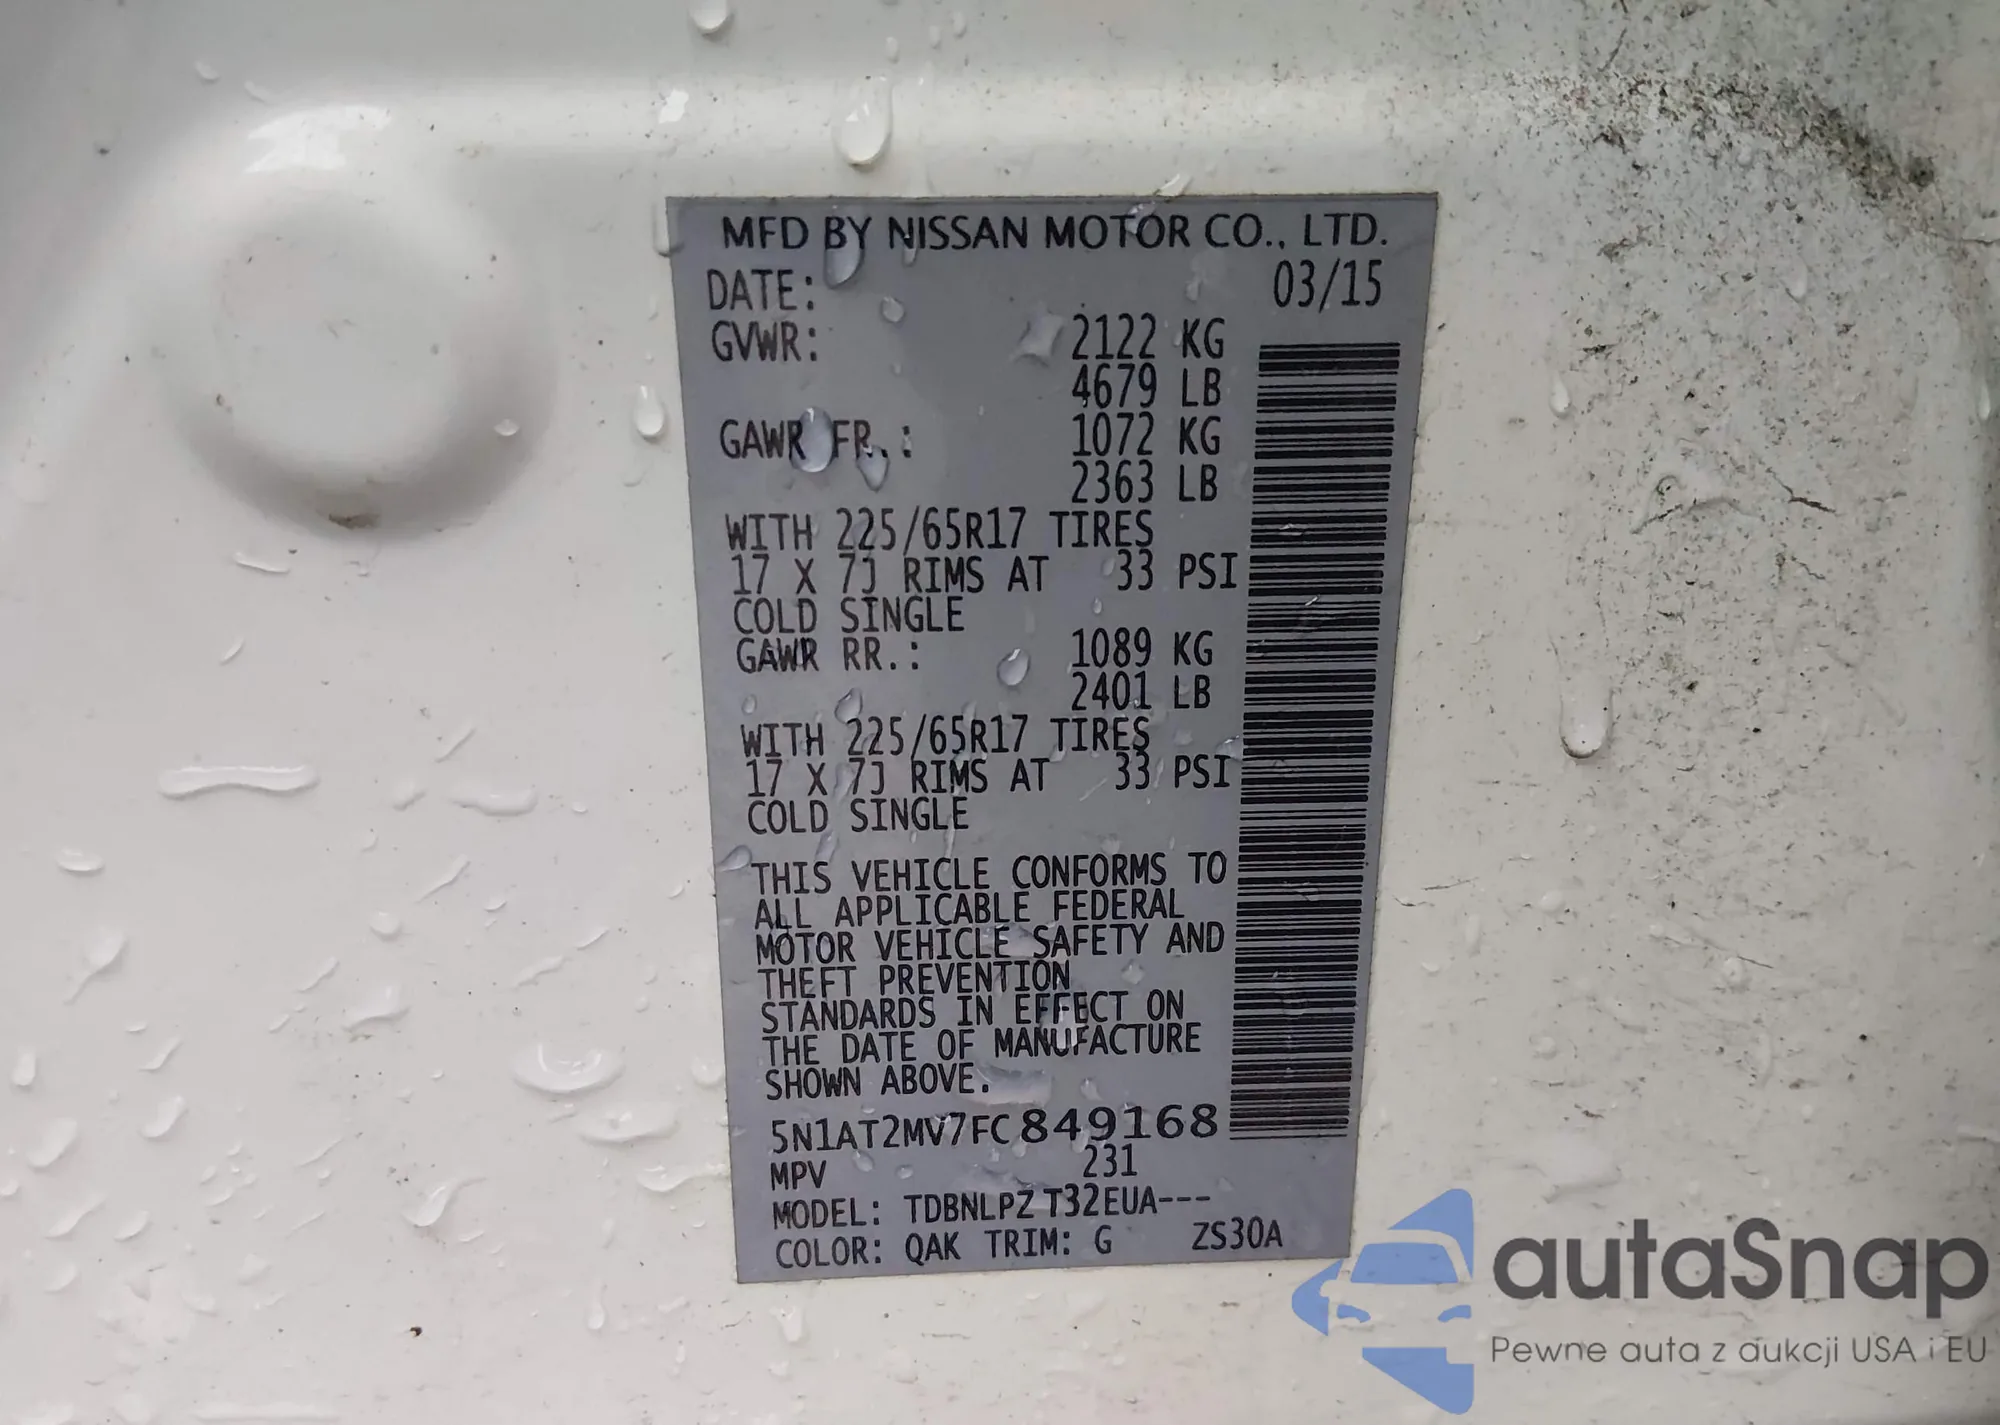 MFD BY NISSAN MOTOR CO., LTD.
DATE: 03/15
GVWR: 2122 KG
4679 LB
GAWR FR.: 1072 KG
2363 LB
WITH 225/65R17 TIRES
17 X 7J RIMS AT 33 PSI
COLD SINGLE
GAWR RR.: 1089 KG
2401 LB
WITH 225/65R17 TIRES
17 X 7J RIMS AT 33 PSI
COLD SINGLE
THIS VEHICLE CONFORMS TO
ALL APPLICABLE FEDERAL
MOTOR VEHICLE SAFETY AND
THEFT PREVENTION
STANDARDS IN EFFECT ON
THE DATE OF MANUFACTURE
SHOWN ABOVE.
5N1AT2MV7FC849168
MPV 231
MODEL: TDBNLPZ T32EUA---
COLOR: QAK TRIM: G ZS30A
autaSnap
Pewne auta z aukcji USA i EU